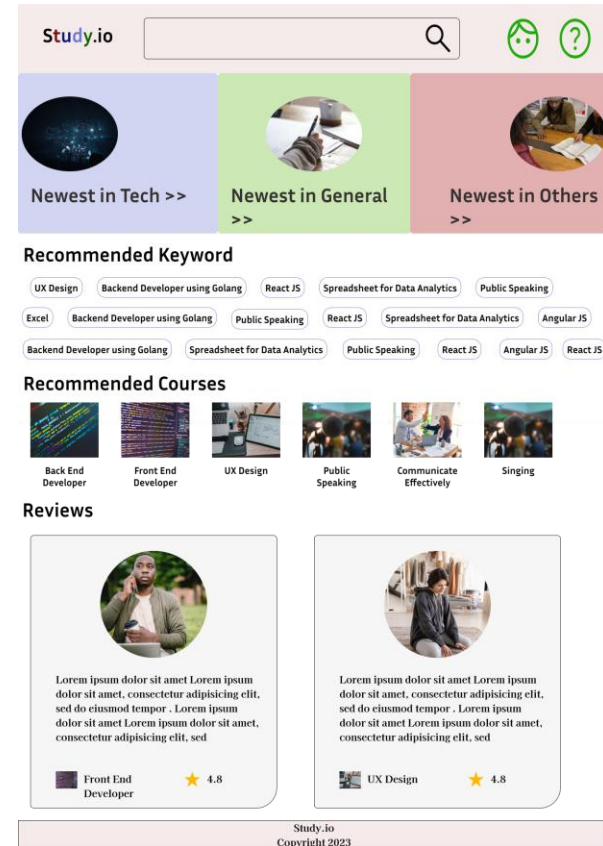 Study.io
?
Newest in Tech >>
Newest in General
>>
Newest in Others
>>
Recommended Keyword
UX Design
Backend Developer using Golang
React JS
Spreadsheet for Data Analytics
Public Speaking
Excel
Backend Developer using Golang
Public Speaking
React JS
Spreadsheet for Data Analytics
Angular JS
Backend Developer using Golang
Spreadsheet for Data Analytics
Public Speaking
React JS
Angular JS
React JS
Recommended Courses
Back End
Developer
Front End
Developer
UX Design
Public
Speaking
Communicate
Effectively
Singing
Reviews
Lorem ipsum dolor sit amet Lorem ipsum
dolor sit amet, consectetur adipisicing elit,
sed do eiusmod tempor . Lorem ipsum
dolor sit amet Lorem ipsum dolor sit amet,
consectetur adipisicing elit, sed
Front End
Developer
4.8
Lorem ipsum dolor sit amet Lorem ipsum
dolor sit amet, consectetur adipisicing elit,
sed do eiusmod tempor . Lorem ipsum
dolor sit amet Lorem ipsum dolor sit amet,
consectetur adipisicing elit, sed
UX Design
4.8
Study.io
Copyright 2023